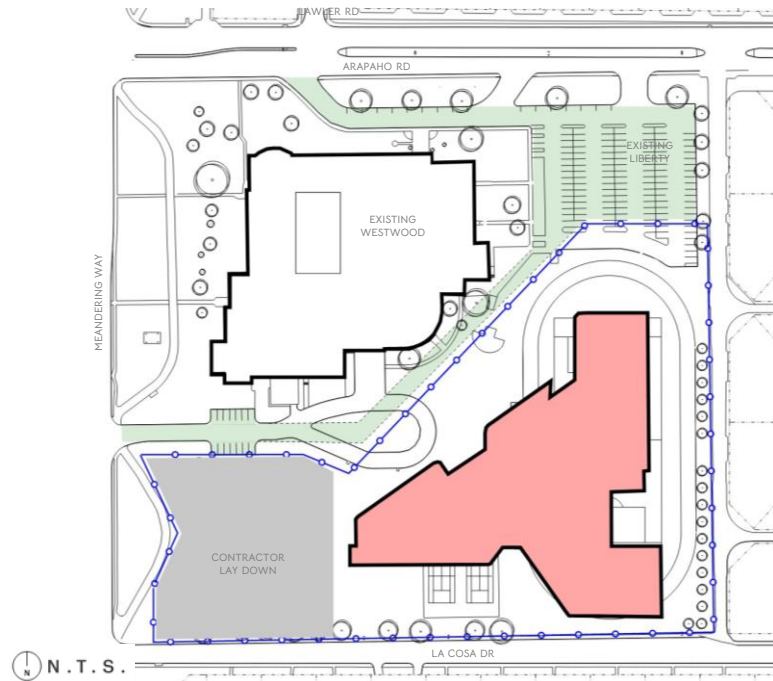 LAWLER RD
ARAPAHO RD
EXISTING
LIBERTY
EXISTING
WESTWOOD
MEANDERING WAY
CONTRACTOR
LAY DOWN
LA COSA DR
N
N.T.S.